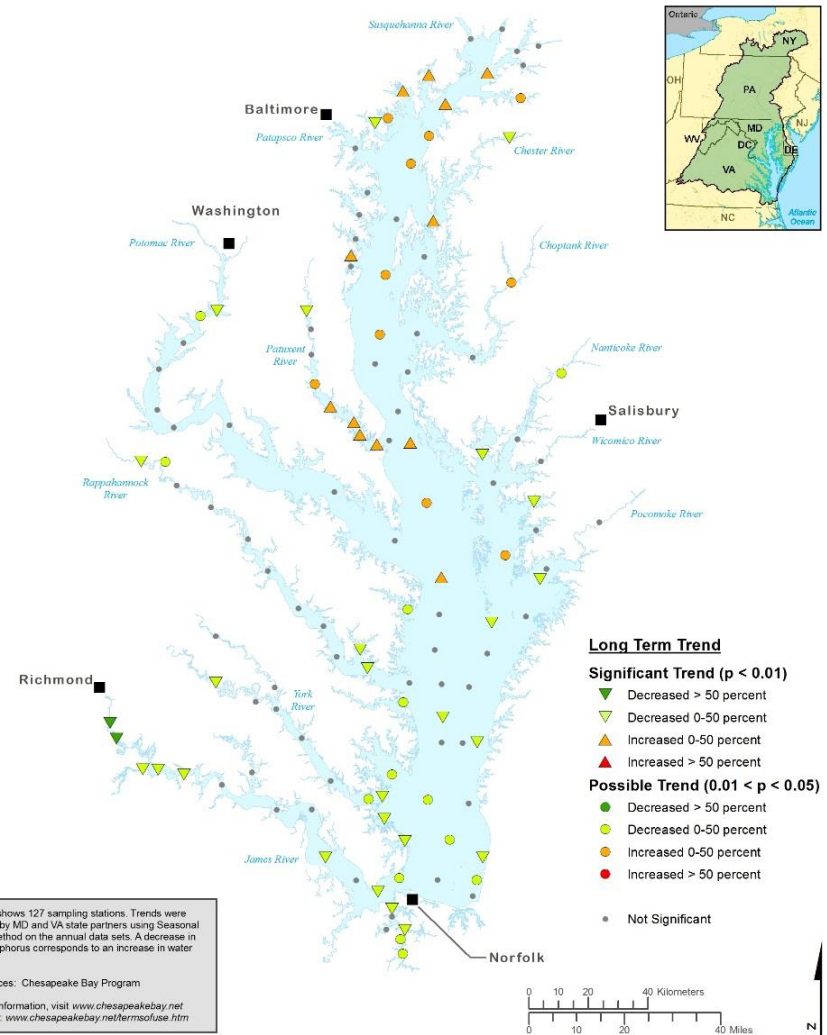 Susquehanna River
Baltimore
Patapsco River
Chester River
Washington
Potomac River
Choptank River
Patuxent
River
Nanticoke River
Salisbury
Wicomico River
Rappahannock
River
Pocomoke River
Richmond
York
River
James River
Norfolk
Ontario
NY
OH
PA
NJ
MD
WV
DC
DE
VA
NC
Atlantic
Ocean
Long Term Trend
Significant Trend (p < 0.01)
Decreased > 50 percent
Decreased 0-50 percent
Increased 0-50 percent
Increased > 50 percent
Possible Trend (0.01 < p < 0.05)
Decreased > 50 percent
Decreased 0-50 percent
Increased 0-50 percent
Increased > 50 percent
Not Significant
shows 127 sampling stations. Trends were
by MD and VA state partners using Seasonal
ethod on the annual data sets. A decrease in
phorus corresponds to an increase in water
ces: Chesapeake Bay Program
nformation, visit www.chesapeakebay.net
: www.chesapeakebay.net/termsofuse.htm
0 10 20 40 Kilometers
0 10 20 40 Miles
N